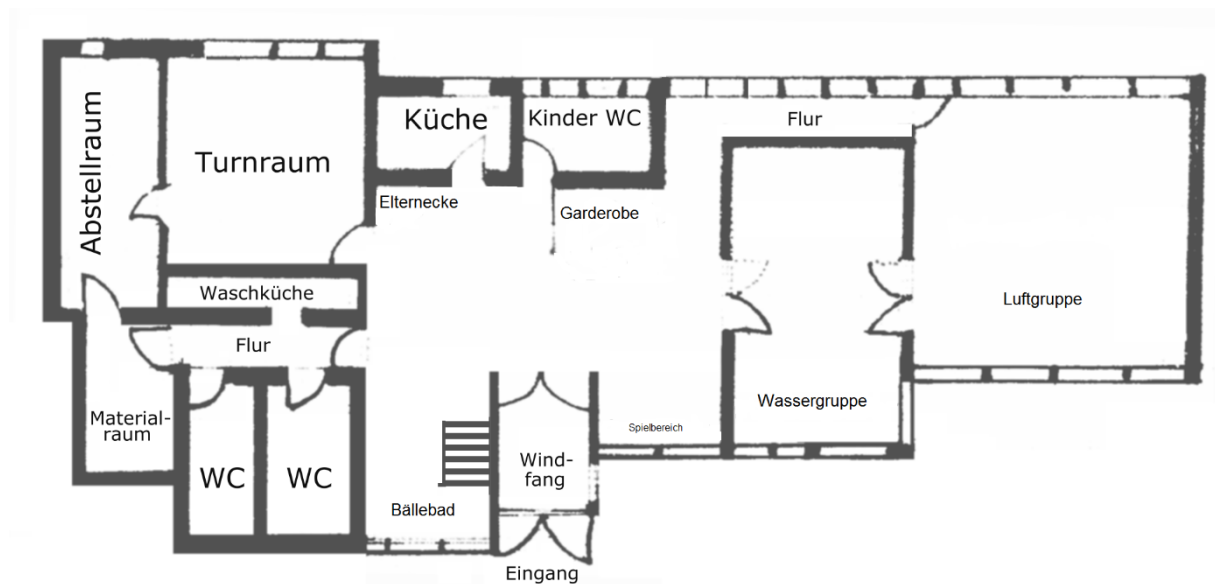 Abstellraum
Turnraum
Küche
Kinder WC
Flur
Elternecke
Garderobe
Waschküche
Luftgruppe
Flur
Material-
raum
Wassergruppe
Spielbereich
WC
WC
Wind-
fang
Bällebad
Eingang